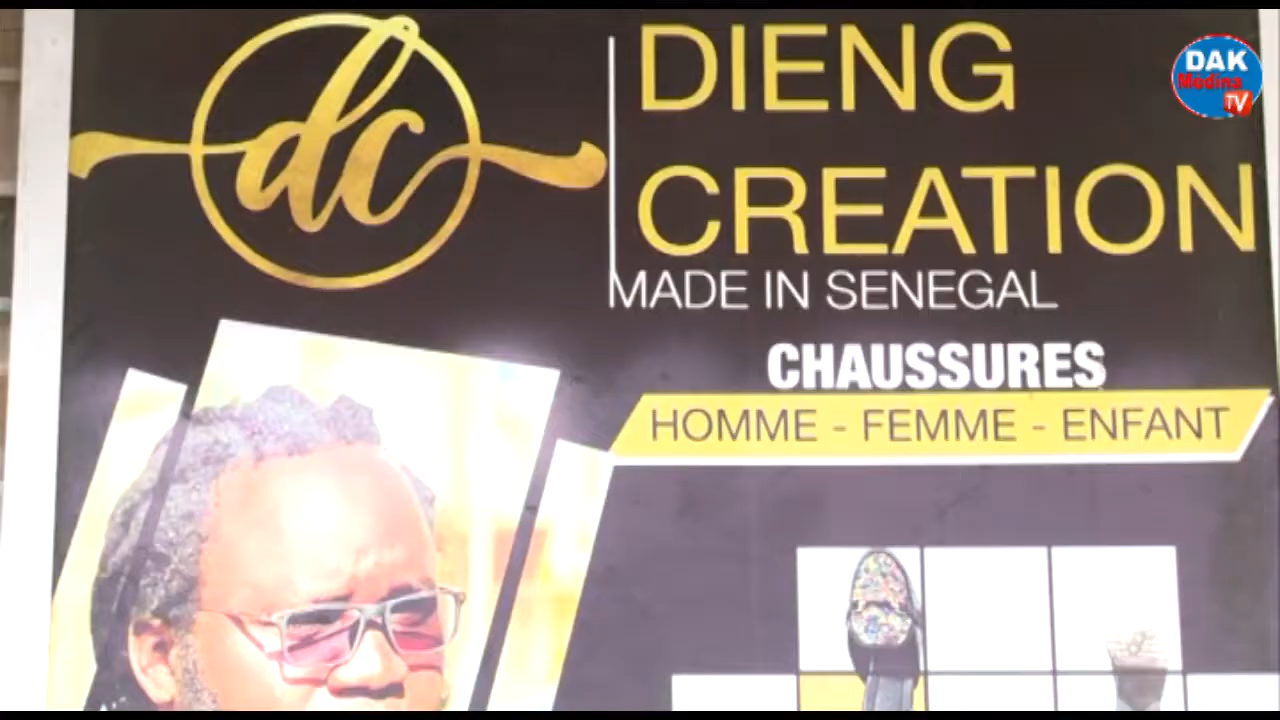 dc
DIENG
CREATION
MADE IN SENEGAL
CHAUSSURES
HOMME - FEMME - ENFANT
DAK
Médina
TV